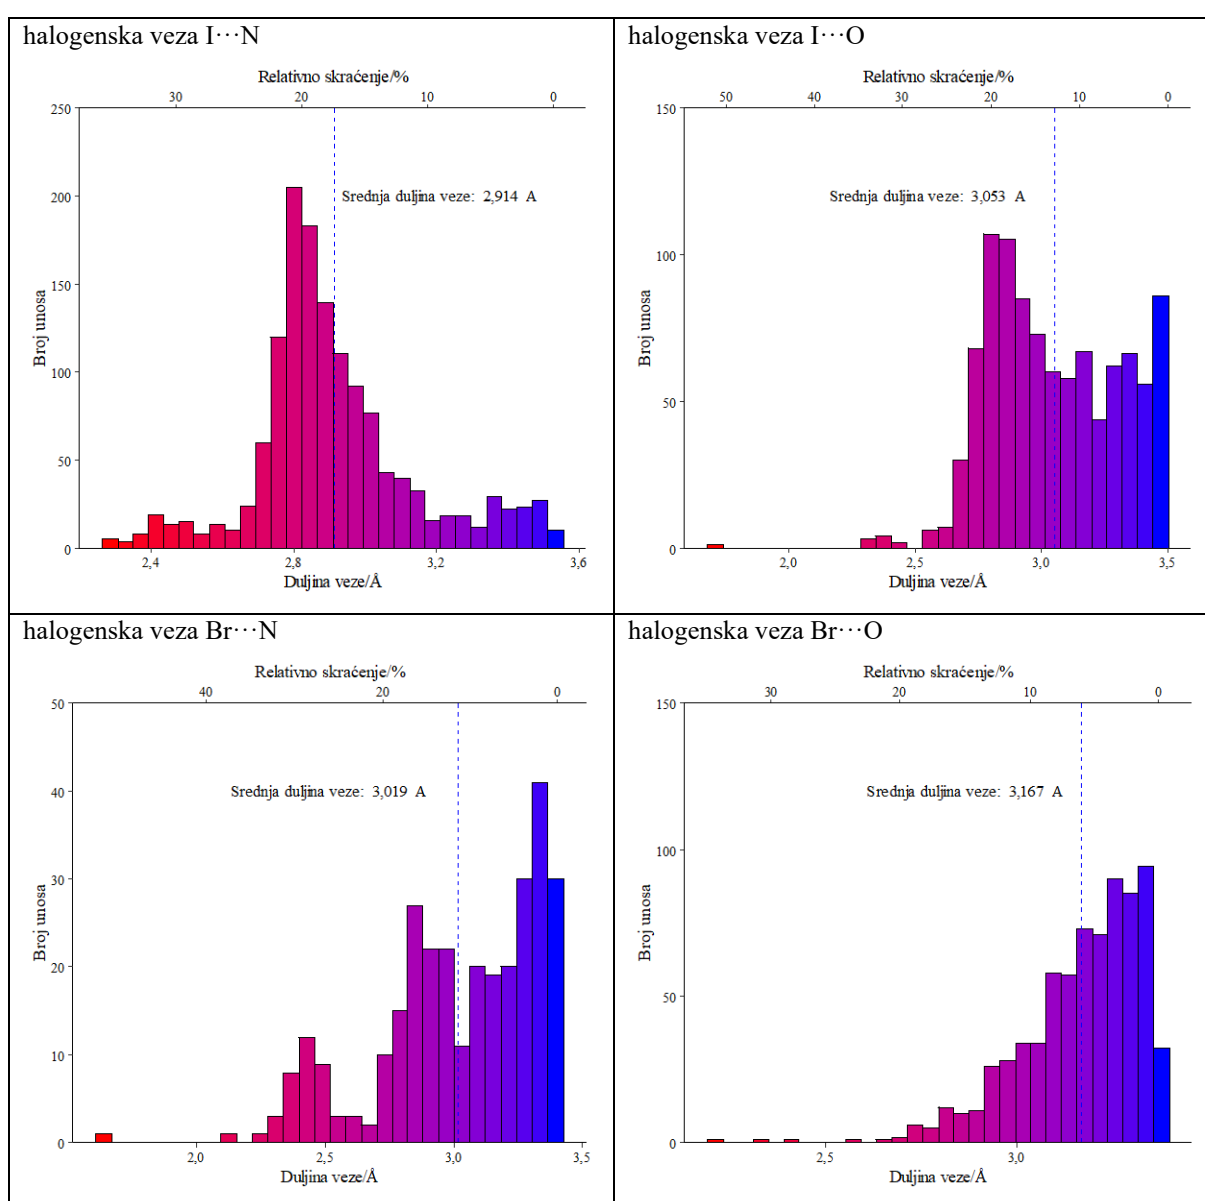 halogenska veza I···N
Relativno skraćenje/%
30 20 10 0
250
200
150
100
50
0
Broj unosa
Srednja duljina veze: 2,914 A
2,4 2,8 3,2 3,6
Duljina veze/Å
halogenska veza I···O
Relativno skraćenje/%
50 40 30 20 10 0
150
100
50
0
Broj unosa
Srednja duljina veze: 3,053 A
2,0 2,5 3,0 3,5
Duljina veze/Å
halogenska veza Br···N
Relativno skraćenje/%
40 20 0
50
40
30
20
10
0
Broj unosa
Srednja duljina veze: 3,019 A
2,0 2,5 3,0 3,5
Duljina veze/Å
halogenska veza Br···O
Relativno skraćenje/%
30 20 10 0
150
100
50
0
Broj unosa
Srednja duljina veze: 3,167 A
2,5 3,0
Duljina veze/Å